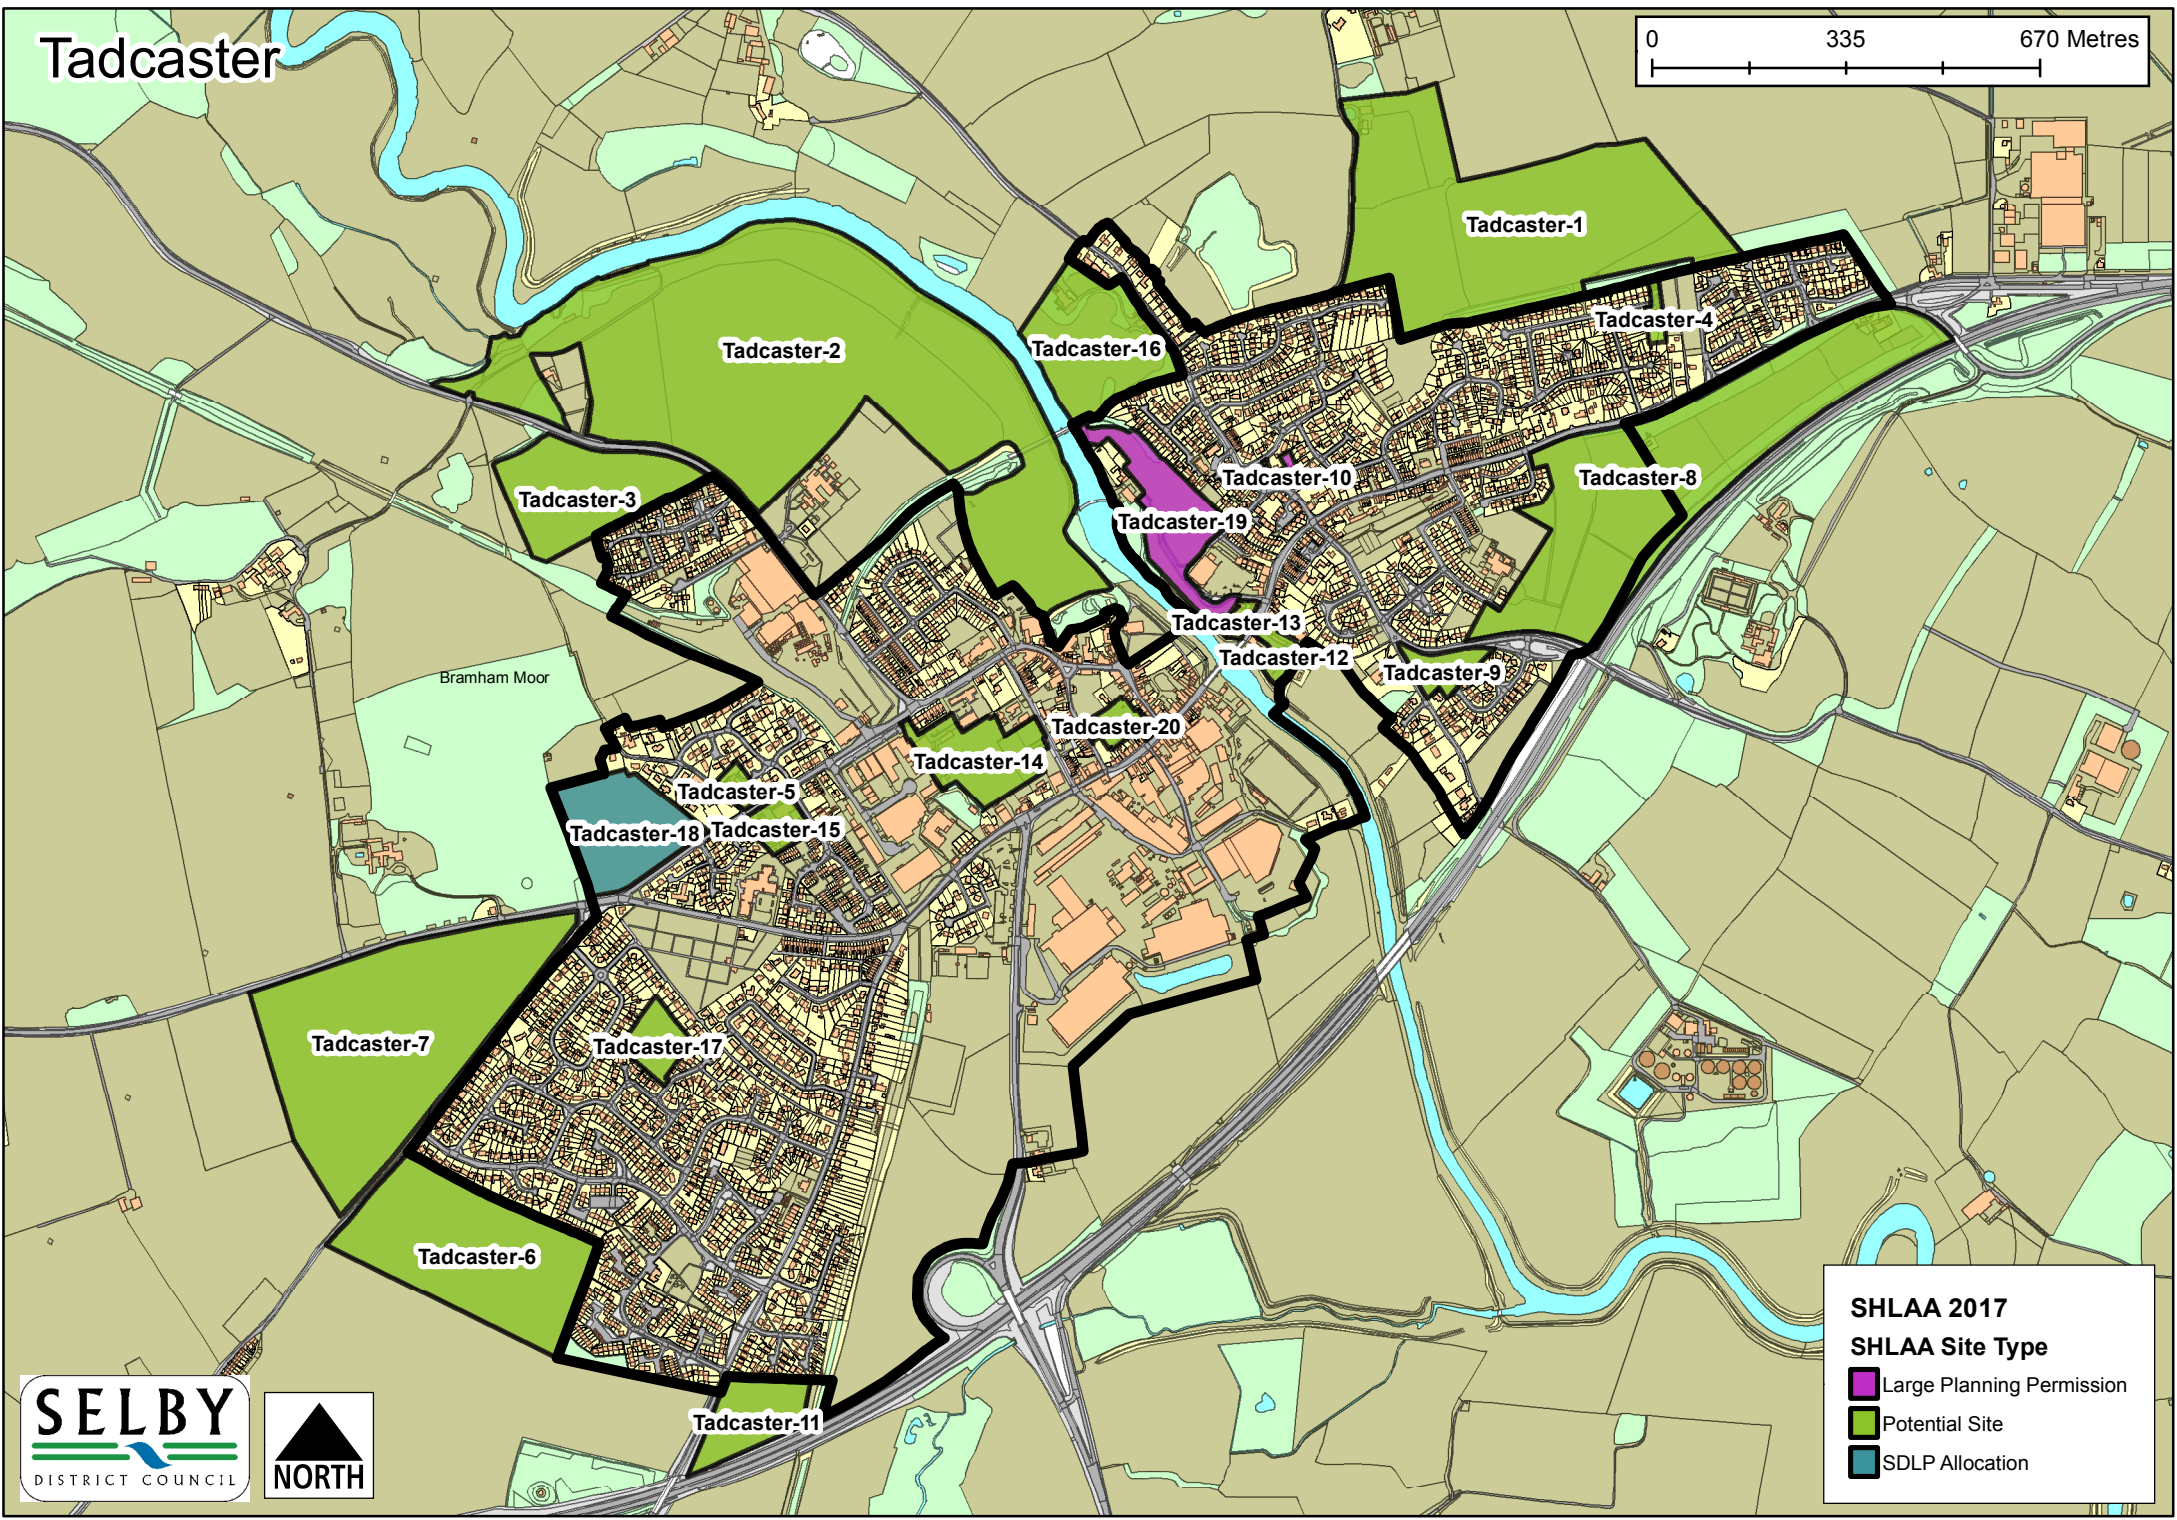 Tadcaster
0 335 670 Metres
Tadcaster-1
Tadcaster-4
Tadcaster-2
Tadcaster-16
Tadcaster-3
Tadcaster-10
Tadcaster-8
Tadcaster-19
Tadcaster-13
Tadcaster-12
Tadcaster-9
Bramham Moor
Tadcaster-20
Tadcaster-14
Tadcaster-5
Tadcaster-18
Tadcaster-15
Tadcaster-7
Tadcaster-17
Tadcaster-6
Tadcaster-11
SHLAA 2017
SHLAA Site Type
Large Planning Permission
Potential Site
SDLP Allocation
SELBY
DISTRICT COUNCIL
NORTH